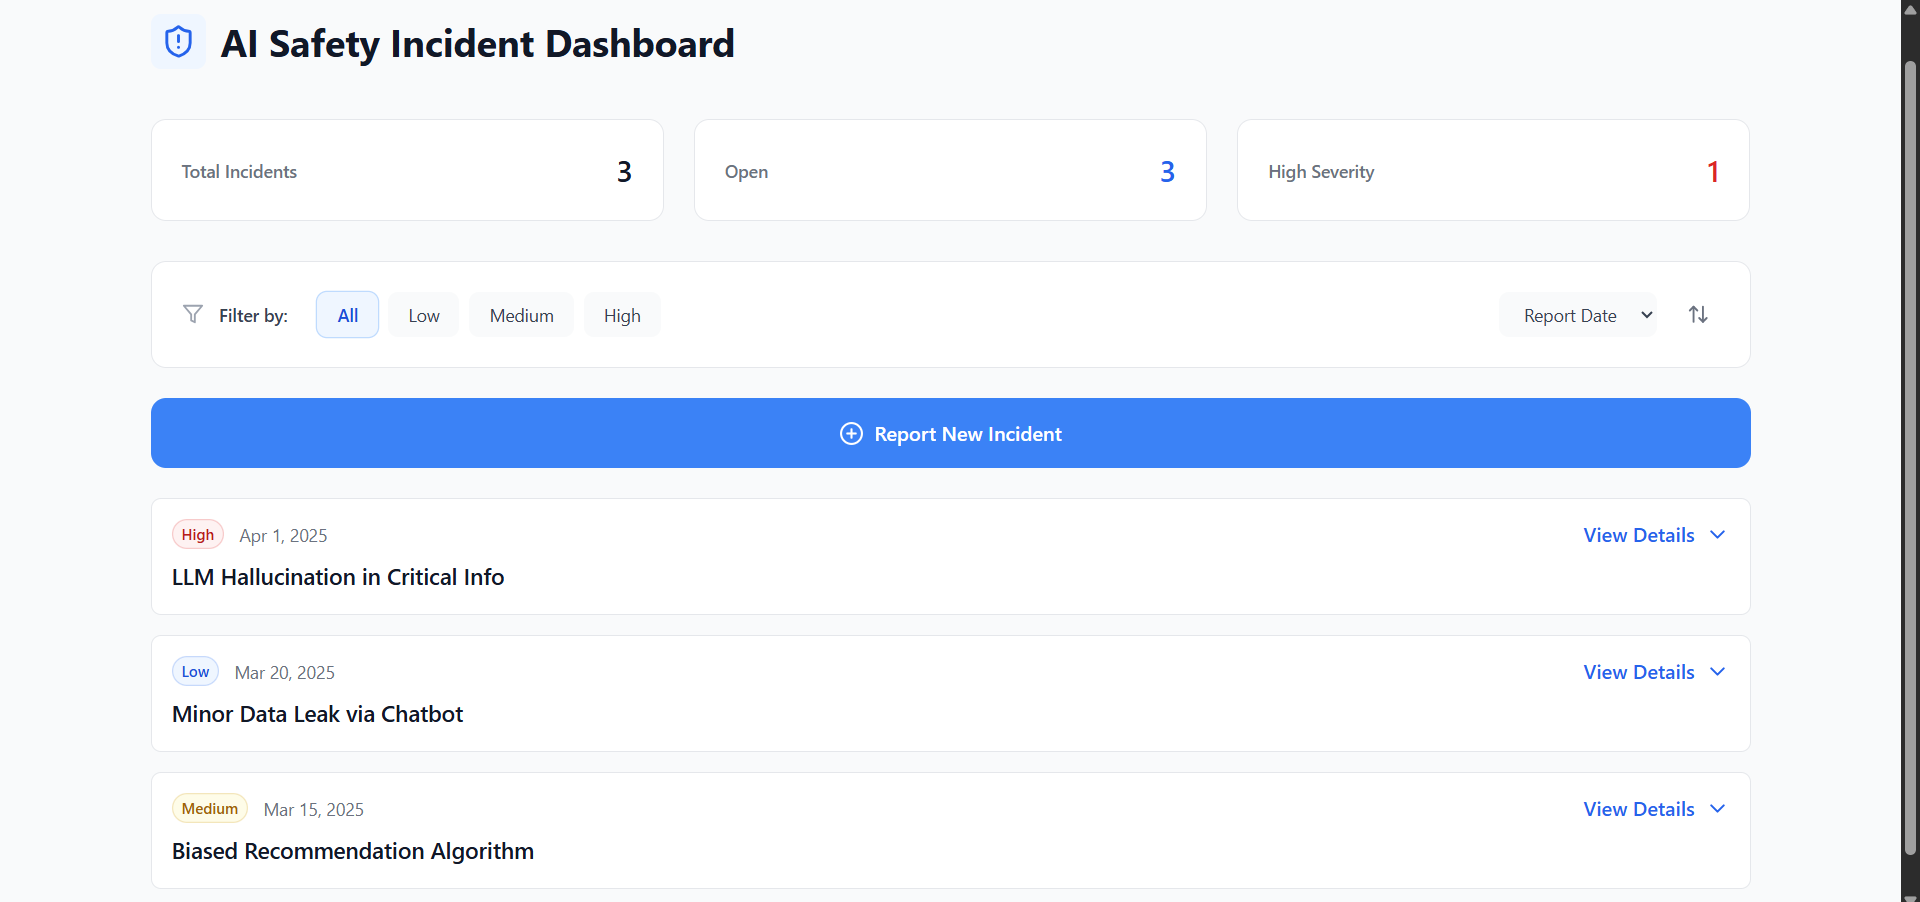 AI Safety Incident Dashboard
Total Incidents 3
Open 3
High Severity 1
Filter by: All Low Medium High Report Date
Report New Incident
High Apr 1, 2025 View Details
LLM Hallucination in Critical Info
Low Mar 20, 2025 View Details
Minor Data Leak via Chatbot
Medium Mar 15, 2025 View Details
Biased Recommendation Algorithm